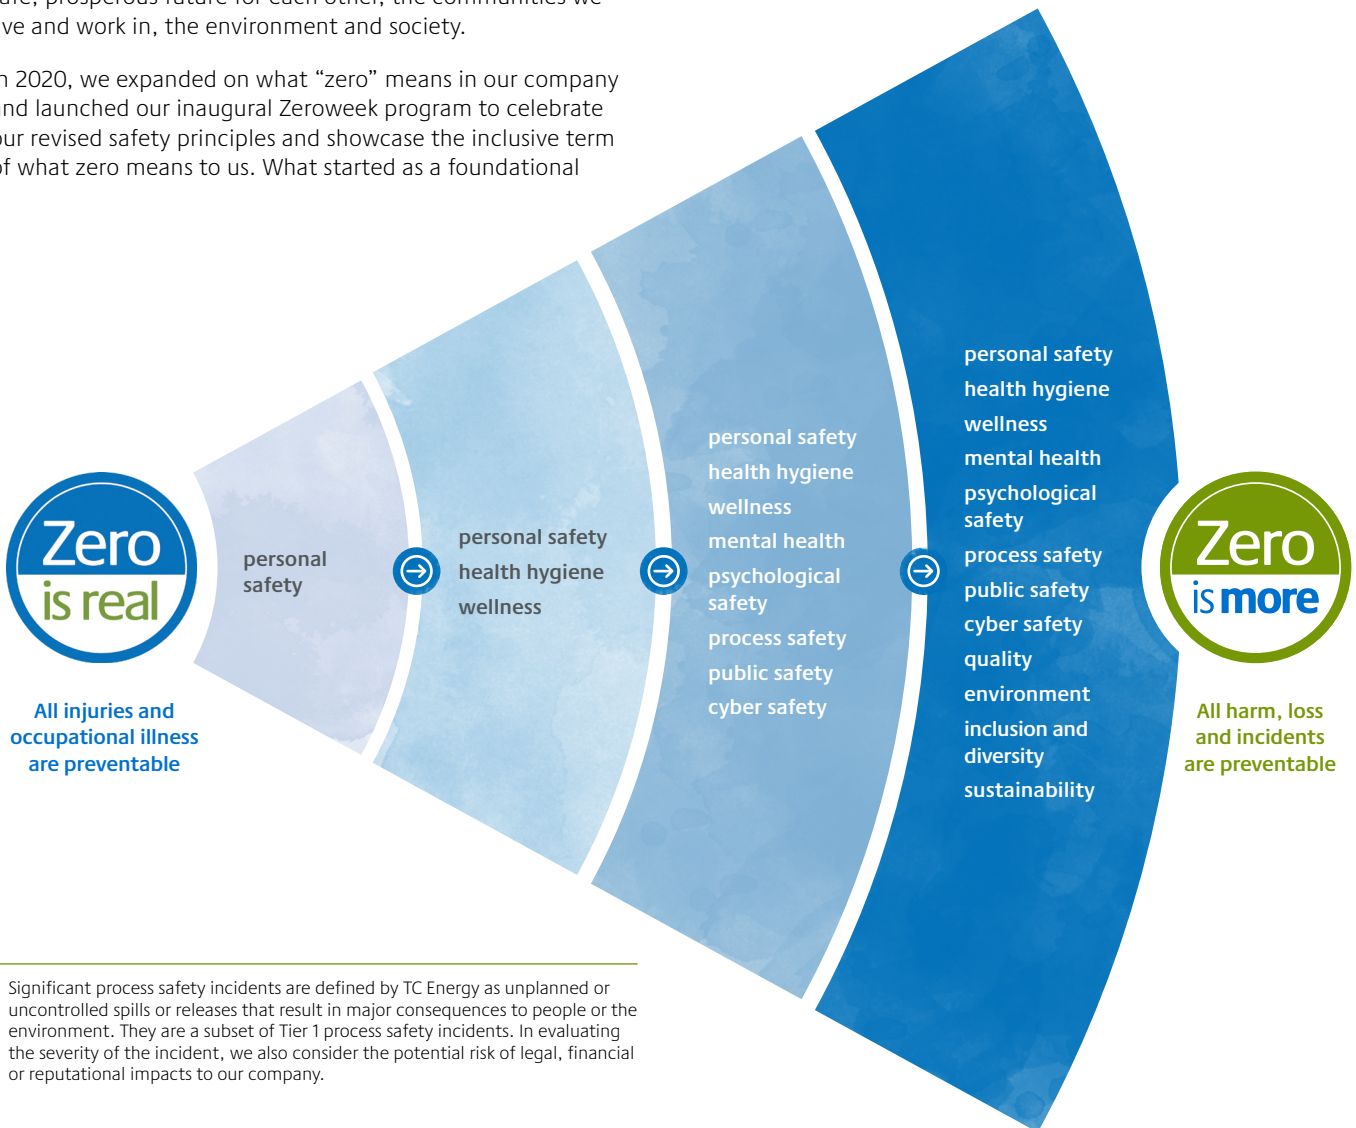 ve and work in, the environment and society.
n 2020, we expanded on what “zero” means in our company
nd launched our inaugural Zeroweek program to celebrate
our revised safety principles and showcase the inclusive term
of what zero means to us. What started as a foundational
Zero
is real
All injuries and
occupational illness
are preventable
personal
safety
personal safety
health hygiene
wellness
personal safety
health hygiene
wellness
mental health
psychological
safety
process safety
public safety
cyber safety
personal safety
health hygiene
wellness
mental health
psychological
safety
process safety
public safety
cyber safety
quality
environment
inclusion and
diversity
sustainability
Zero
is more
All harm, loss
and incidents
are preventable
Significant process safety incidents are defined by TC Energy as unplanned or
uncontrolled spills or releases that result in major consequences to people or the
environment. They are a subset of Tier 1 process safety incidents. In evaluating
the severity of the incident, we also consider the potential risk of legal, financial
or reputational impacts to our company.